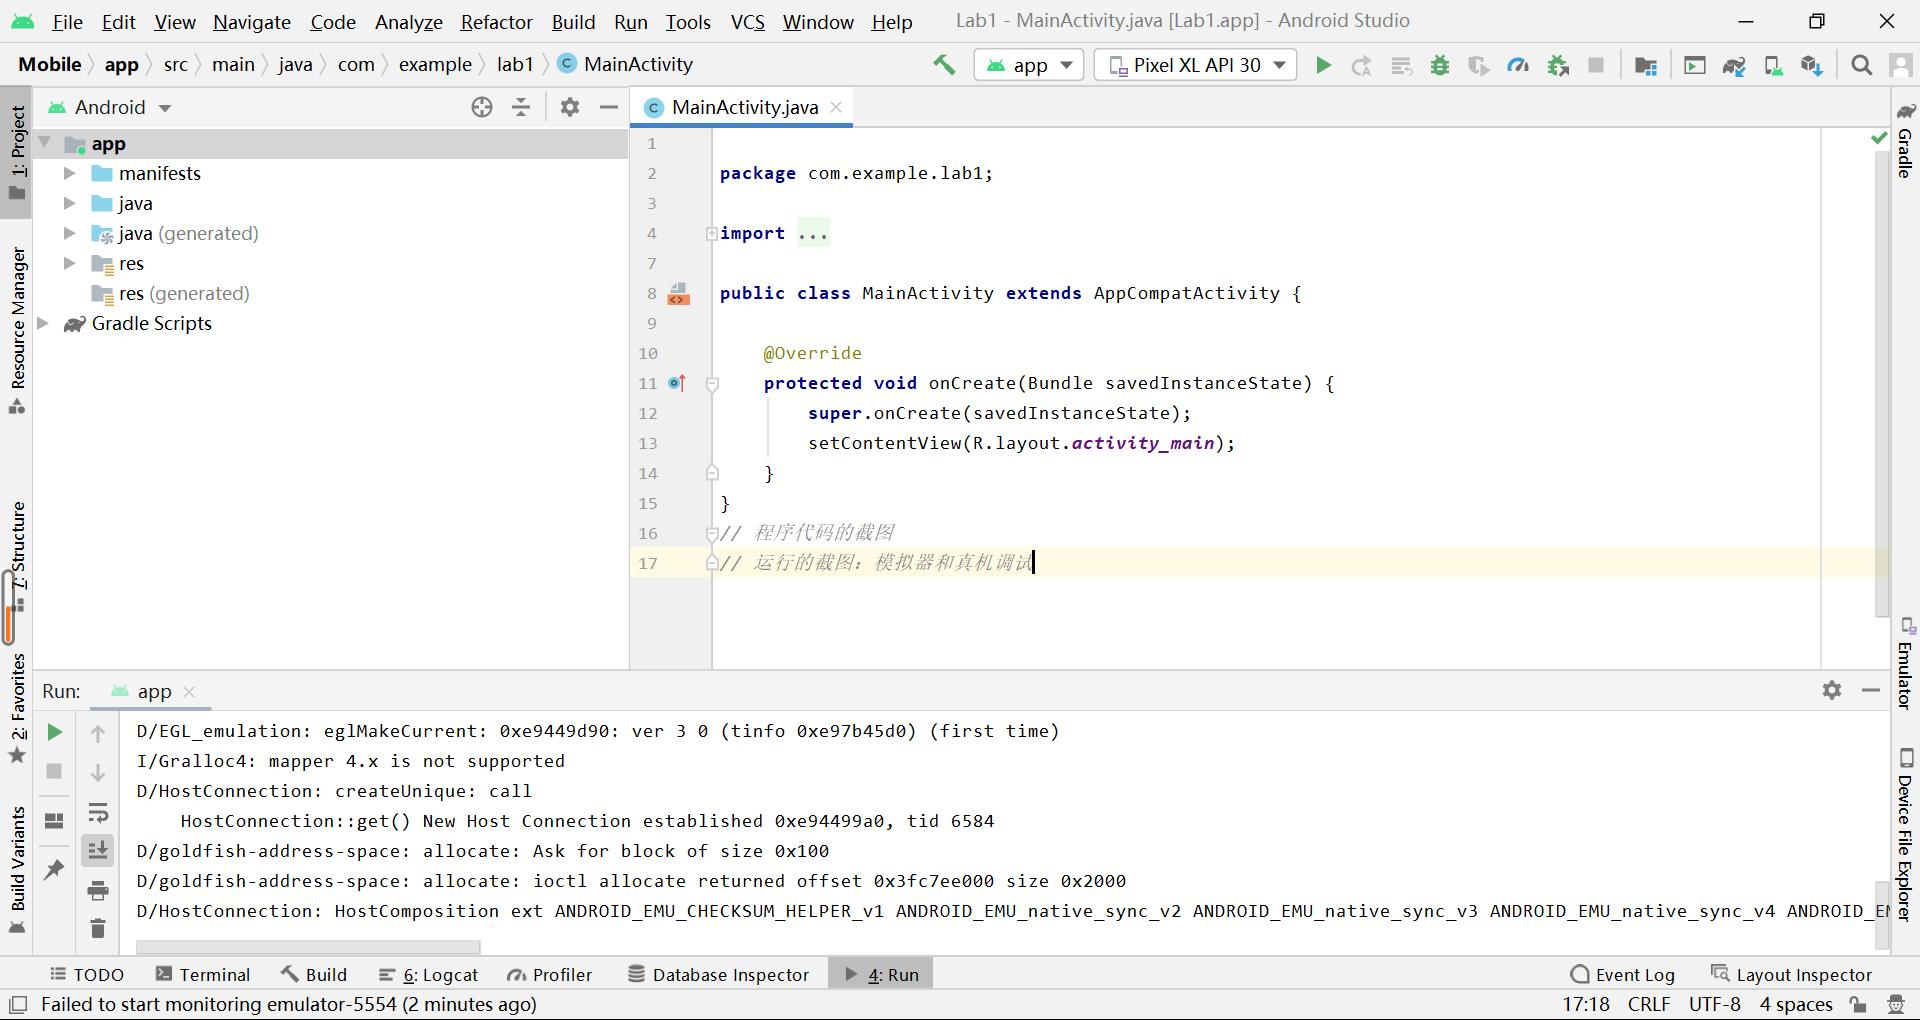 File Edit View Navigate Code Analyze Refactor Build Run Tools VCS Window Help Lab1 - MainActivity.java [Lab1.app] - Android Studio
Mobile app src main java com example lab1 MainActivity app Pixel XL API 30
Android
MainActivity.java
app
manifests
java
java (generated)
res
res (generated)
Gradle Scripts
1: Project
Resource Manager
7: Structure
2: Favorites
Build Variants
1
2 package com.example.lab1;
3
4 import ...
7
8 public class MainActivity extends AppCompatActivity {
9
10 @Override
11 protected void onCreate(Bundle savedInstanceState) {
12 super.onCreate(savedInstanceState);
13 setContentView(R.layout.activity_main);
14 }
15 }
16 // 程序代码的截图
17 // 运行的截图：模拟器和真机调试
Gradle
Emulator
Device File Explorer
Run: app
D/EGL_emulation: eglMakeCurrent: 0xe9449d90: ver 3 0 (tinfo 0xe97b45d0) (first time)
I/Gralloc4: mapper 4.x is not supported
D/HostConnection: createUnique: call
HostConnection::get() New Host Connection established 0xe94499a0, tid 6584
D/goldfish-address-space: allocate: Ask for block of size 0x100
D/goldfish-address-space: allocate: ioctl allocate returned offset 0x3fc7ee000 size 0x2000
D/HostConnection: HostComposition ext ANDROID_EMU_CHECKSUM_HELPER_v1 ANDROID_EMU_native_sync_v2 ANDROID_EMU_native_sync_v3 ANDROID_EMU_native_sync_v4 ANDROID_EM
TODO Terminal Build 6: Logcat Profiler Database Inspector 4: Run Event Log Layout Inspector
Failed to start monitoring emulator-5554 (2 minutes ago) 17:18 CRLF UTF-8 4 spaces